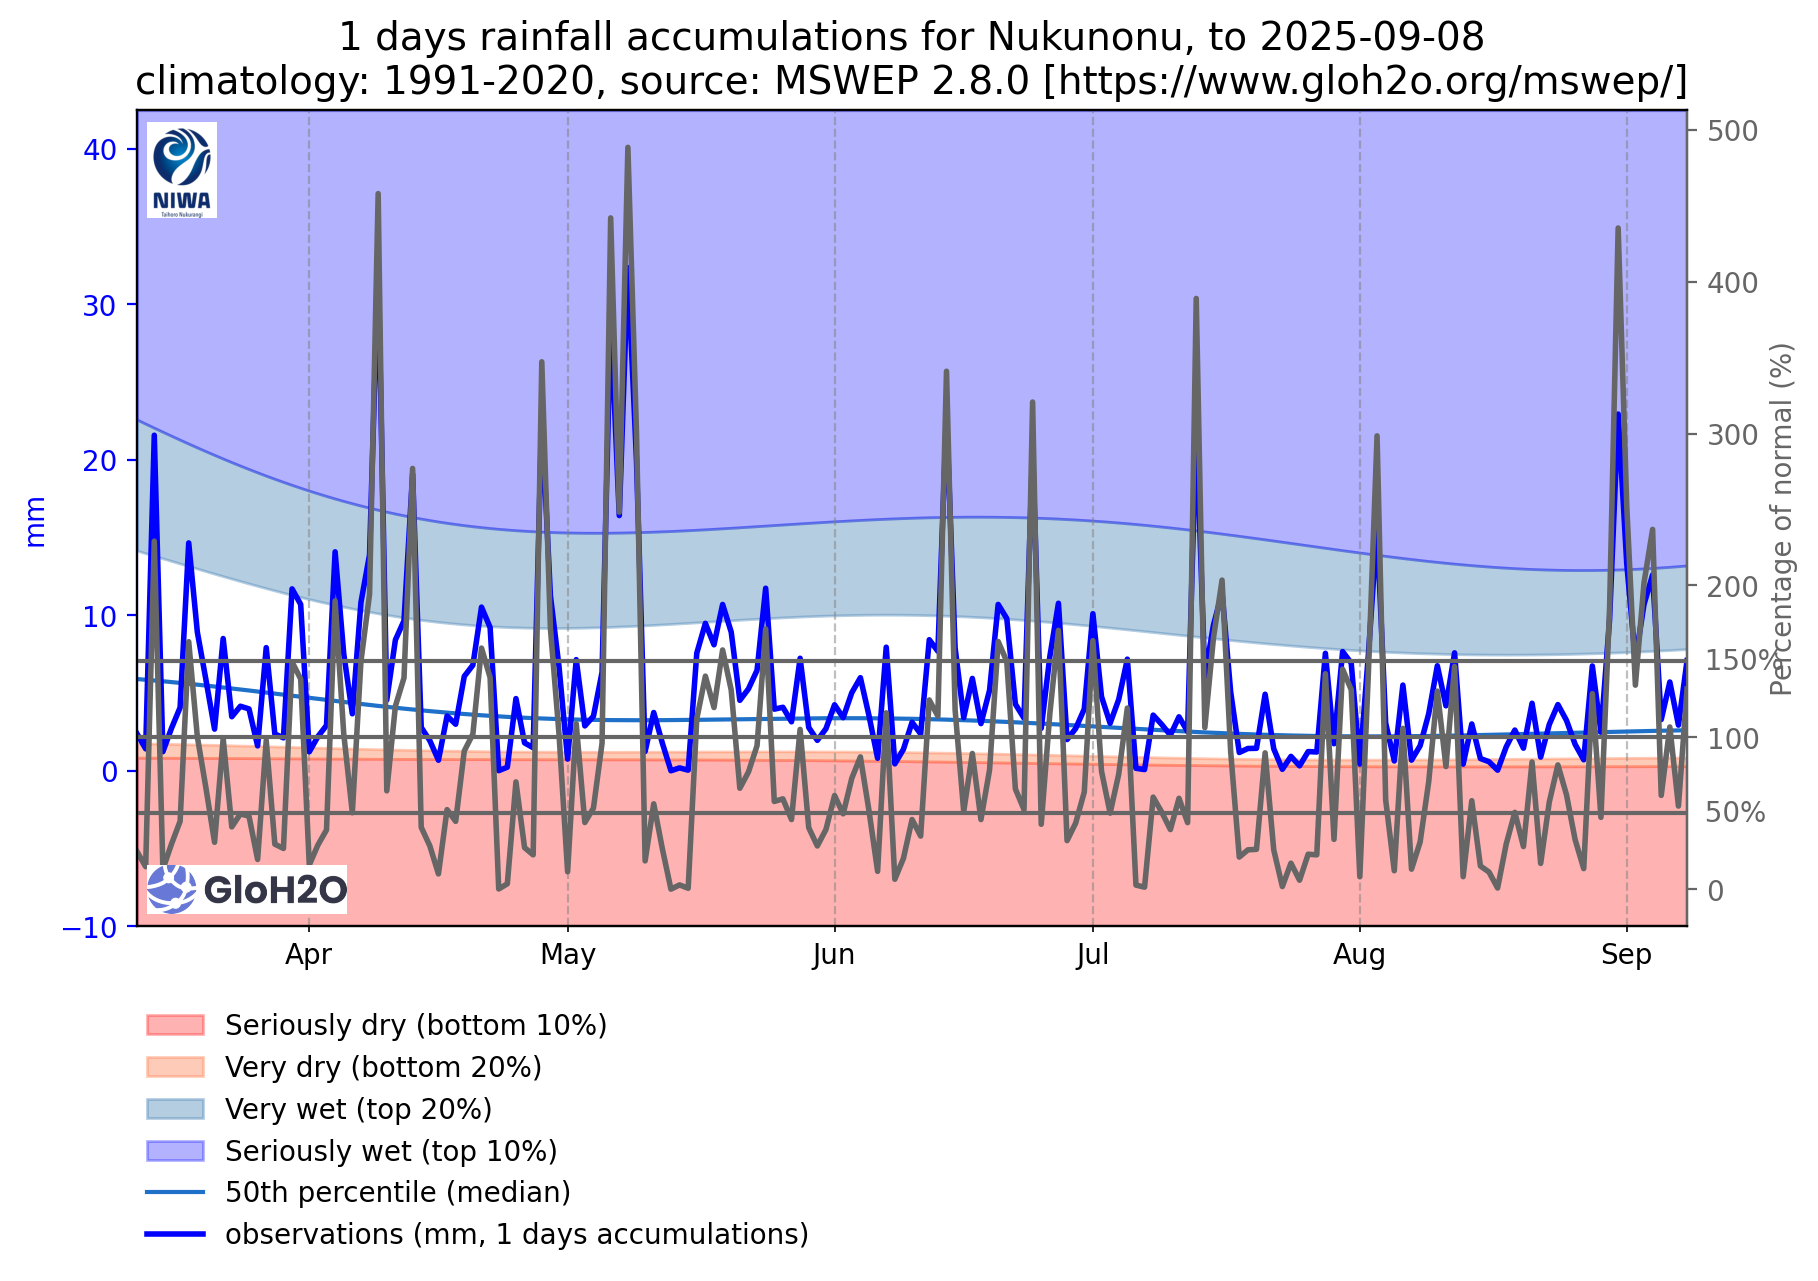 1 days rainfall accumulations for Nukunonu, to 2025-09-08
climatology: 1991-2020, source: MSWEP 2.8.0 [https://www.gloh2o.org/mswep/]
NIWA
Taihoro Nukurangi
40
30
20
10
0
−10
mm
500
400
300
200
150%
100
50%
0
Percentage of normal (%)
GloH2O
Apr
May
Jun
Jul
Aug
Sep
Seriously dry (bottom 10%)
Very dry (bottom 20%)
Very wet (top 20%)
Seriously wet (top 10%)
50th percentile (median)
observations (mm, 1 days accumulations)